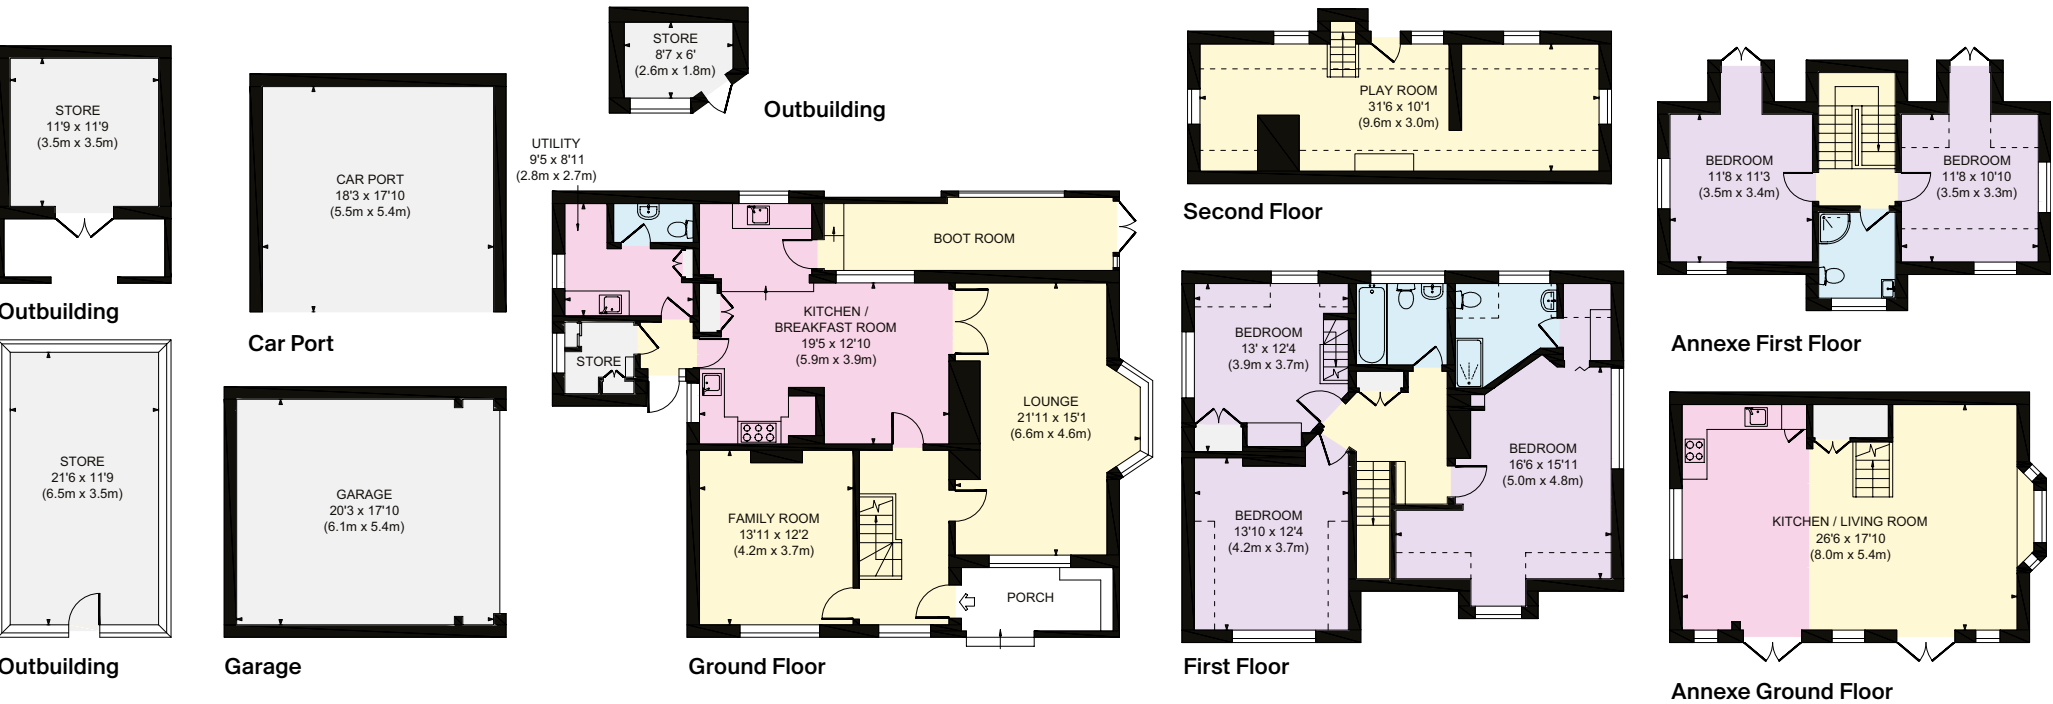 STORE
11'9 x 11'9
(3.5m x 3.5m)
Outbuilding
STORE
21'6 x 11'9
(6.5m x 3.5m)
Outbuilding
CAR PORT
18'3 x 17'10
(5.5m x 5.4m)
Car Port
GARAGE
20'3 x 17'10
(6.1m x 5.4m)
Garage
STORE
8'7 x 6'
(2.6m x 1.8m)
Outbuilding
UTILITY
9'5 x 8'11
(2.8m x 2.7m)
BOOT ROOM
KITCHEN /
BREAKFAST ROOM
19'5 x 12'10
(5.9m x 3.9m)
STORE
LOUNGE
21'11 x 15'1
(6.6m x 4.6m)
FAMILY ROOM
13'11 x 12'2
(4.2m x 3.7m)
PORCH
Ground Floor
PLAY ROOM
31'6 x 10'1
(9.6m x 3.0m)
Second Floor
BEDROOM
13' x 12'4
(3.9m x 3.7m)
BEDROOM
16'6 x 15'11
(5.0m x 4.8m)
BEDROOM
13'10 x 12'4
(4.2m x 3.7m)
First Floor
BEDROOM
11'8 x 11'3
(3.5m x 3.4m)
BEDROOM
11'8 x 10'10
(3.5m x 3.3m)
Annexe First Floor
KITCHEN / LIVING ROOM
26'6 x 17'10
(8.0m x 5.4m)
Annexe Ground Floor